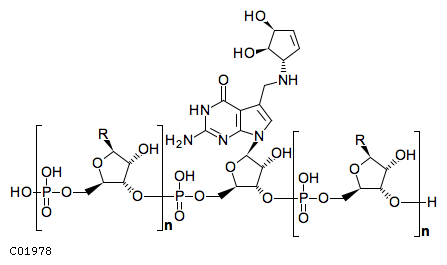 HO
HO
O NH
HN
H₂N N N
R OH OH R OH
O O O
OH OH OH
HO P O O P O O P O O H
O O O
n n
C01978